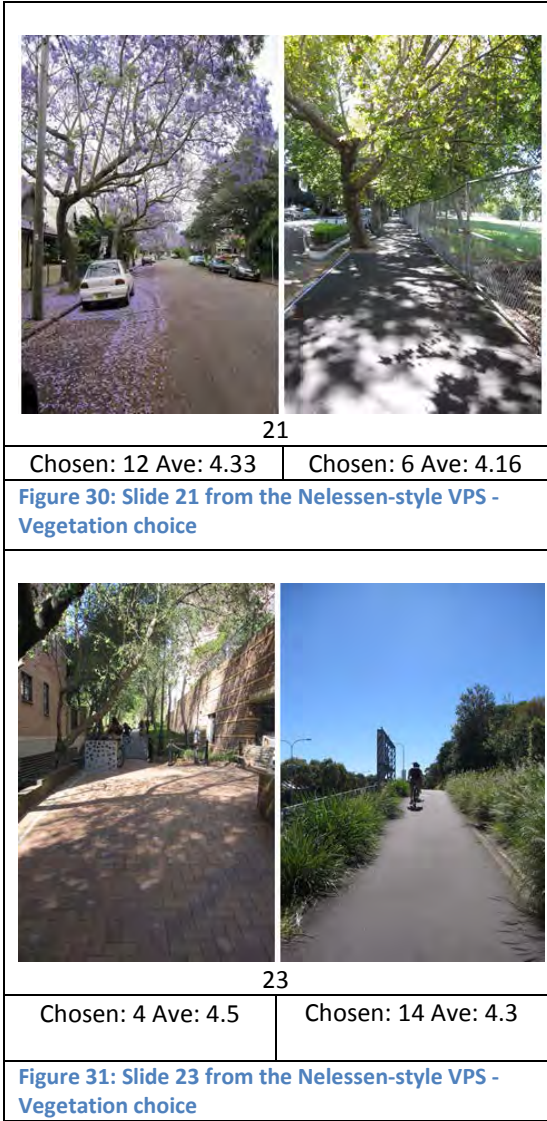 21
Chosen: 12 Ave: 4.33 Chosen: 6 Ave: 4.16
Figure 30: Slide 21 from the Nelessen-style VPS -
Vegetation choice
23
Chosen: 4 Ave: 4.5 Chosen: 14 Ave: 4.3
Figure 31: Slide 23 from the Nelessen-style VPS -
Vegetation choice